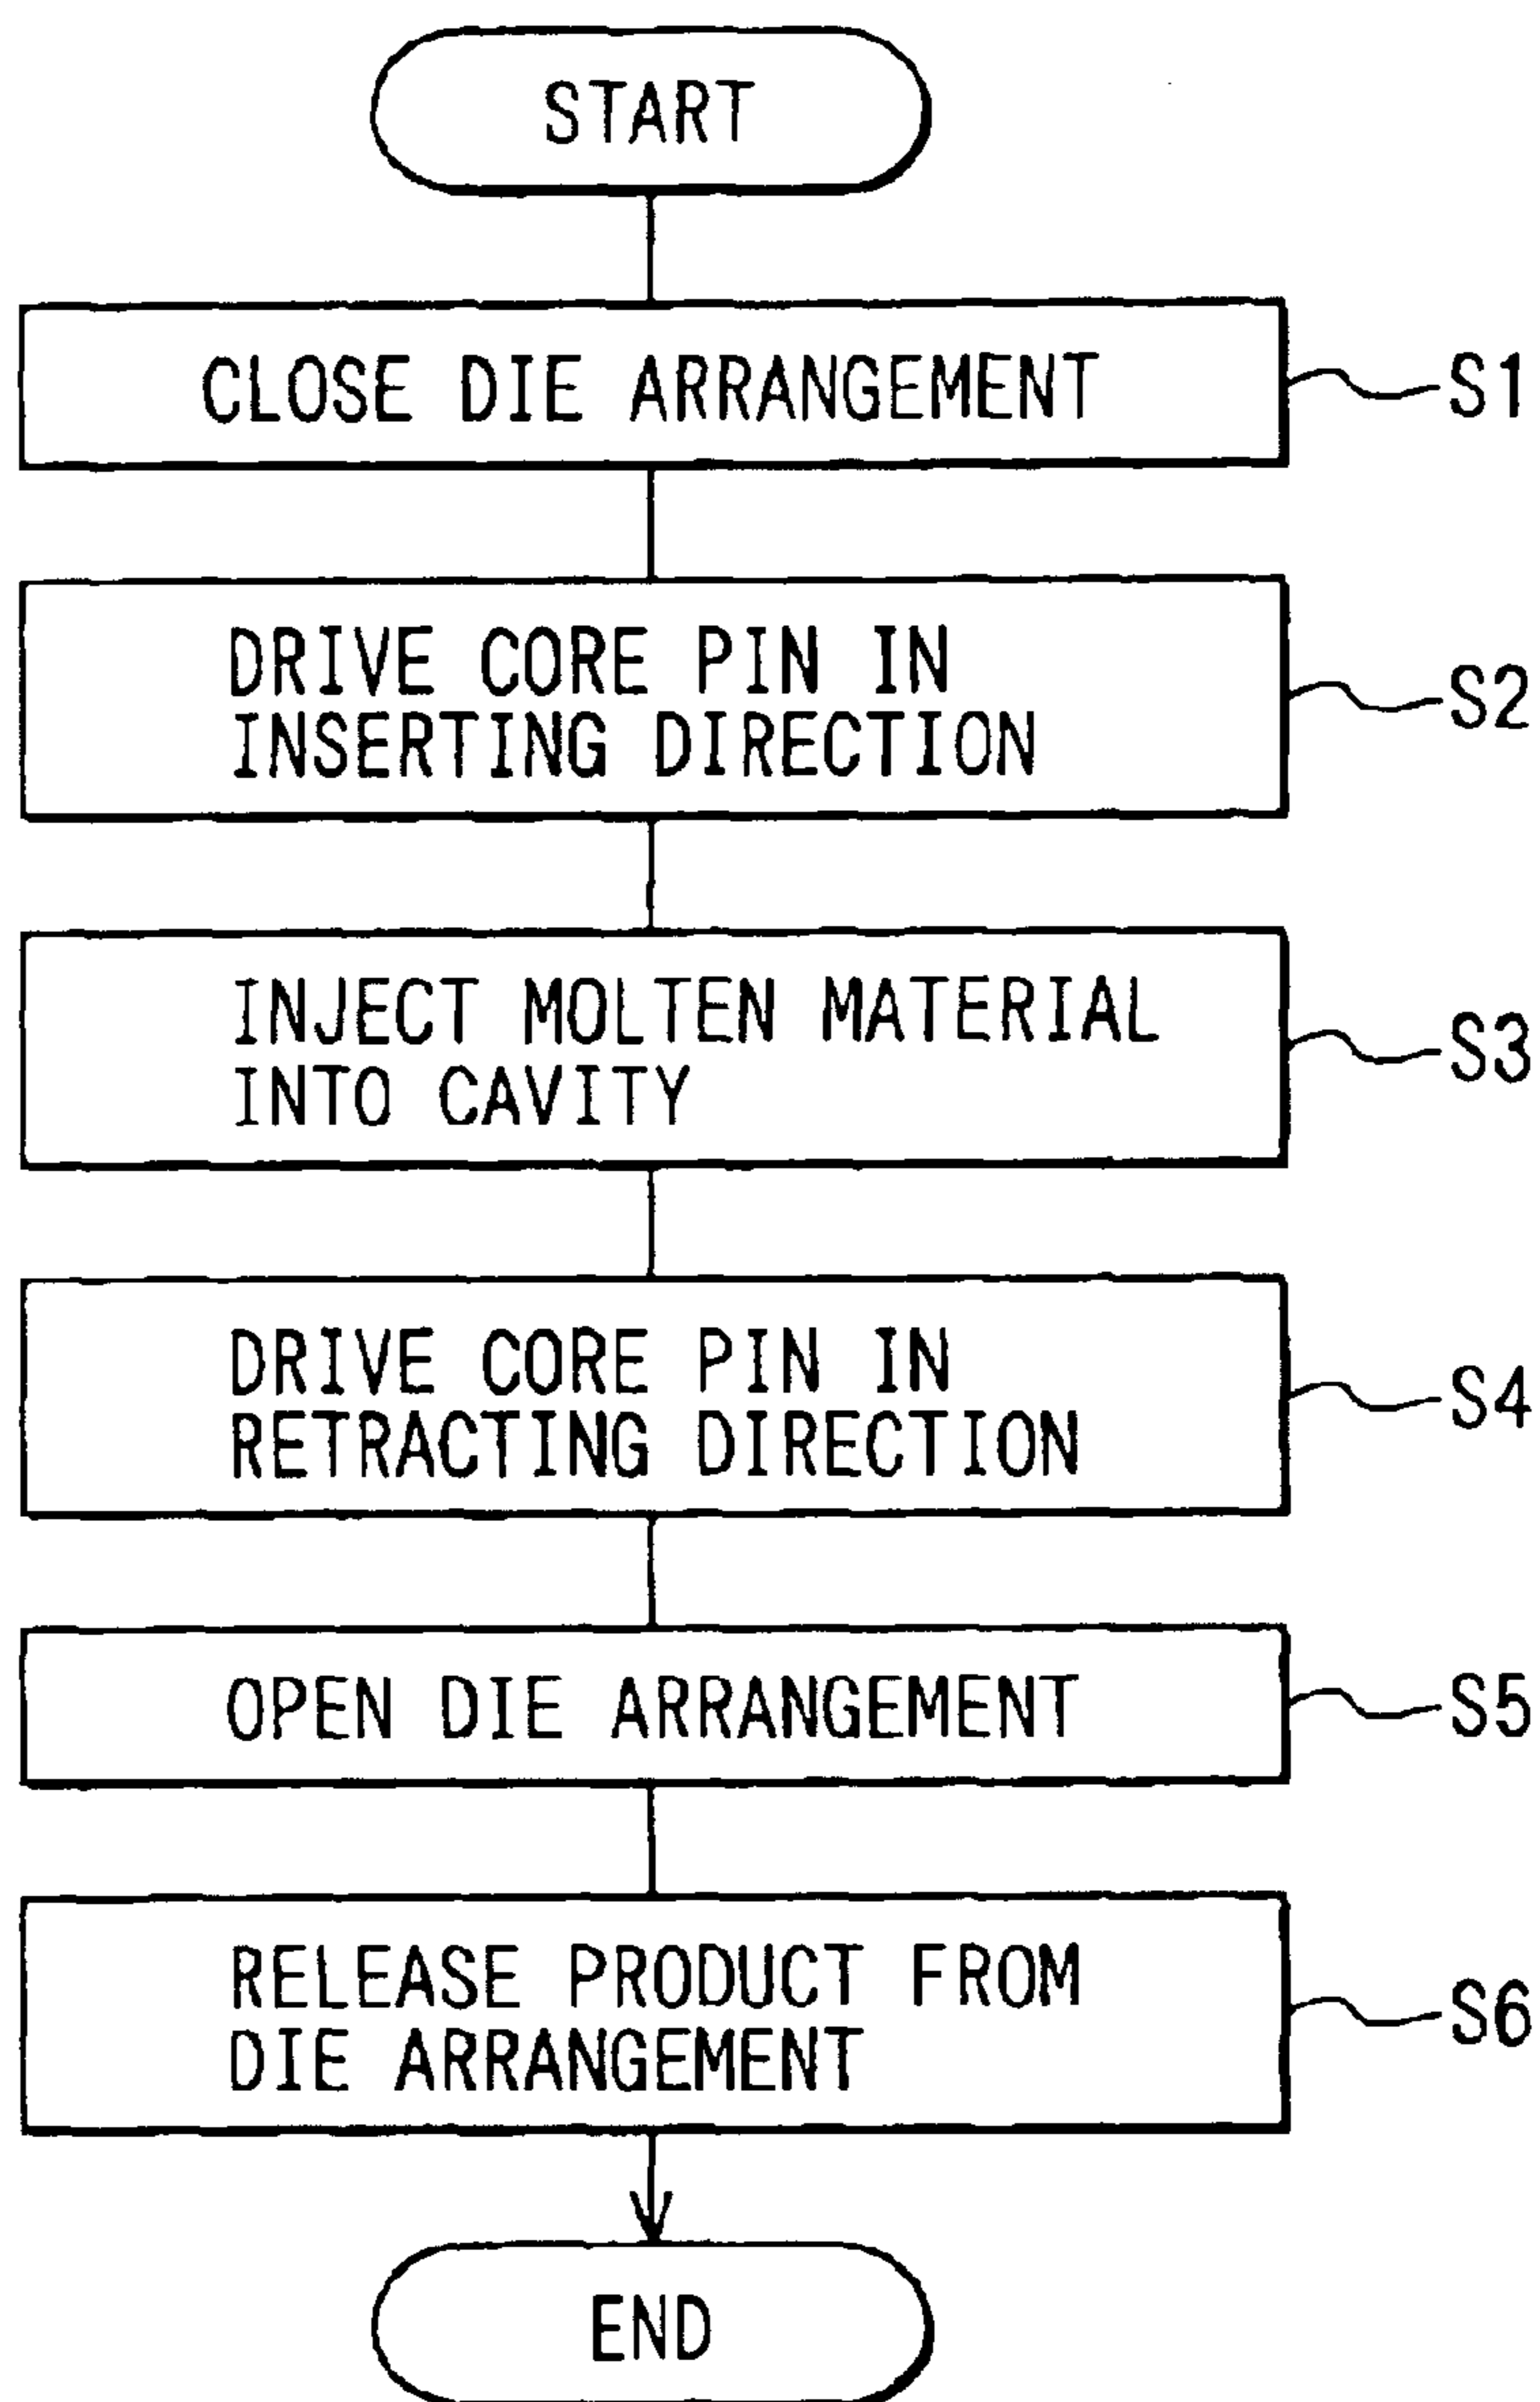 START
CLOSE DIE ARRANGEMENT
S1
DRIVE CORE PIN IN
INSERTING DIRECTION
S2
INJECT MOLTEN MATERIAL
INTO CAVITY
S3
DRIVE CORE PIN IN
RETRACTING DIRECTION
S4
OPEN DIE ARRANGEMENT
S5
RELEASE PRODUCT FROM
DIE ARRANGEMENT
S6
END